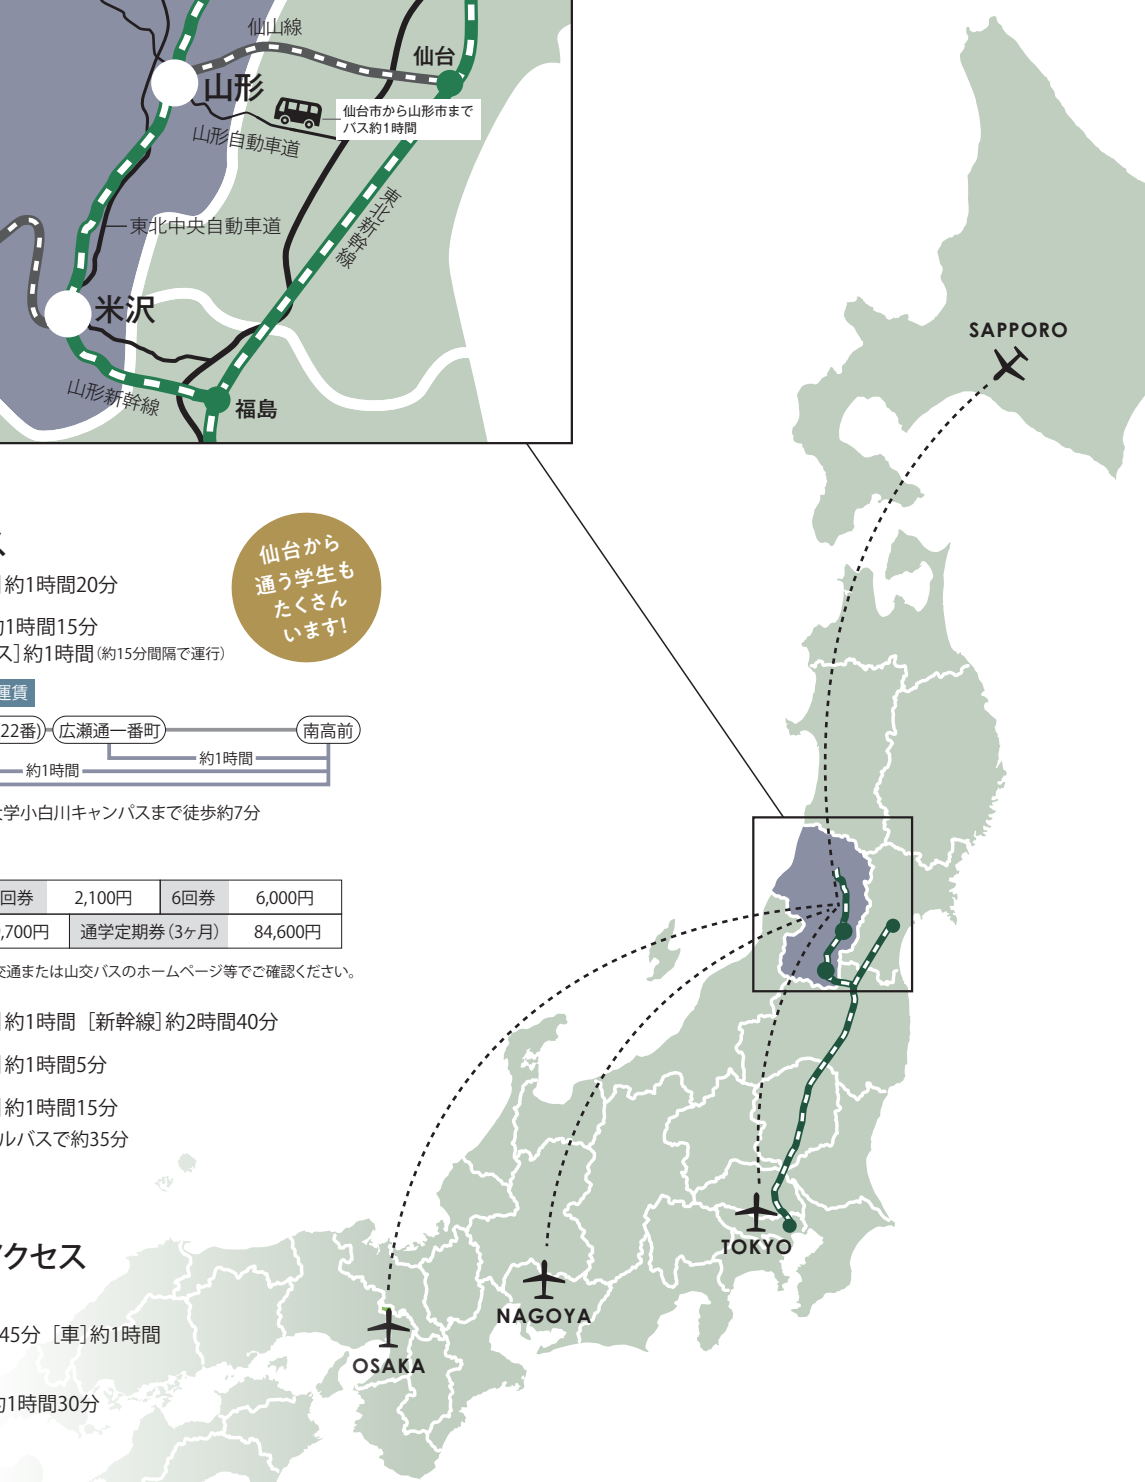 仙山線
仙台
山形
仙台市から山形市まで
バス約1時間
山形自動車道
東北新幹線
東北中央自動車道
米沢
山形新幹線
福島
SAPPORO
ス
仙台から
通う学生も
たくさん
います!
約1時間20分
約1時間15分
ス]約1時間(約15分間隔で運行)
運賃
22番)
広瀬通一番町
南高前
約1時間
約1時間
大学小白川キャンパスまで徒歩約7分
回券 2,100円 6回券 6,000円
,700円 通学定期券(3ヶ月) 84,600円
交通または山交バスのホームページ等でご確認ください。
]約1時間 [新幹線]約2時間40分
]約1時間5分
]約1時間15分
ルバスで約35分
TOKYO
アクセス
NAGOYA
45分 [車]約1時間
OSAKA
約1時間30分